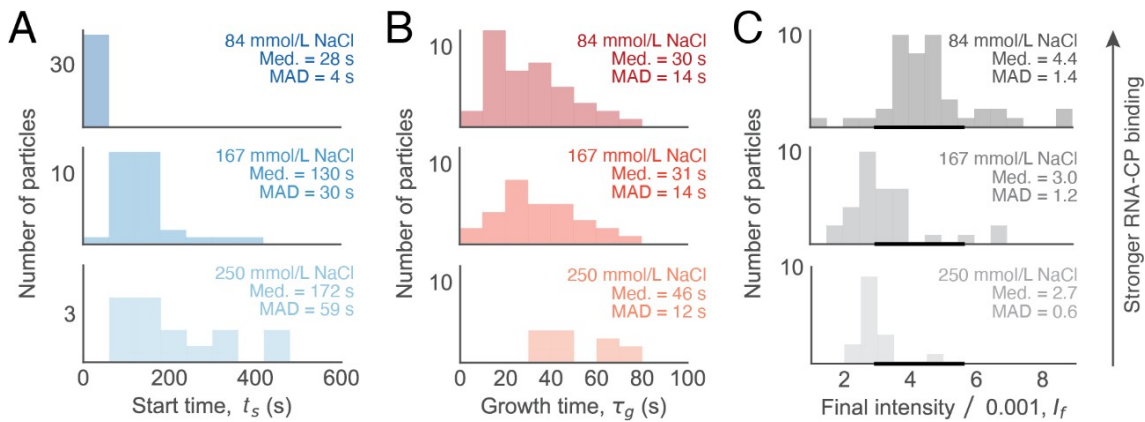 A
Number of particles
30
84 mmol/L NaCl
Med. = 28 s
MAD = 4 s
10
167 mmol/L NaCl
Med. = 130 s
MAD = 30 s
3
250 mmol/L NaCl
Med. = 172 s
MAD = 59 s
0 200 400 600
Start time, tₛ (s)
B
Number of particles
10
84 mmol/L NaCl
Med. = 30 s
MAD = 14 s
10
167 mmol/L NaCl
Med. = 31 s
MAD = 14 s
10
250 mmol/L NaCl
Med. = 46 s
MAD = 12 s
0 20 40 60 80 100
Growth time, τg (s)
C
Number of particles
10
84 mmol/L NaCl
Med. = 4.4
MAD = 1.4
10
167 mmol/L NaCl
Med. = 3.0
MAD = 1.2
10
250 mmol/L NaCl
Med. = 2.7
MAD = 0.6
2 4 6 8
Final intensity / 0.001, If
Stronger RNA-CP binding